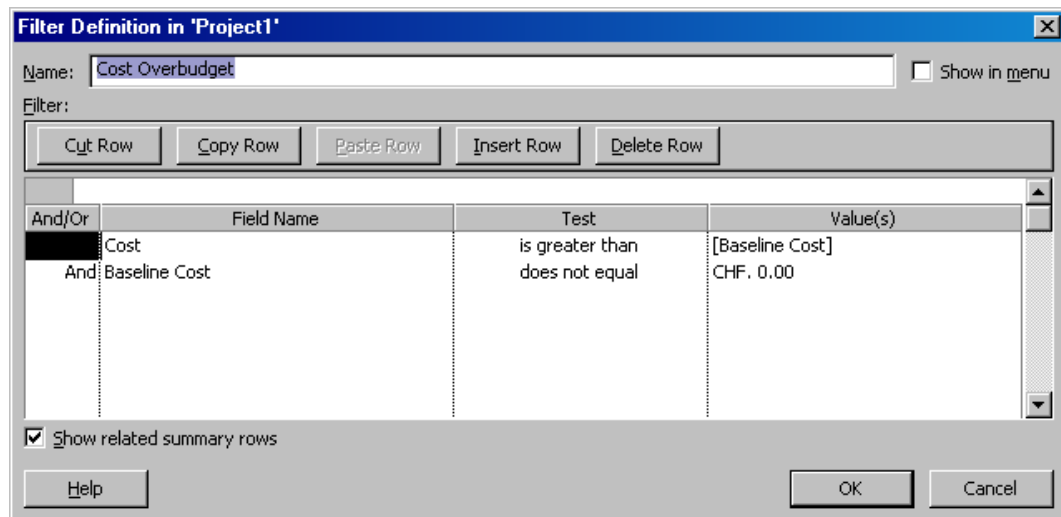 Filter Definition in 'Project1'
Name: Cost Overbudget Show in menu
Filter:
Cut Row Copy Row Paste Row Insert Row Delete Row
And/Or Field Name Test Value(s)
Cost is greater than [Baseline Cost]
And Baseline Cost does not equal CHF. 0.00
Show related summary rows
Help OK Cancel